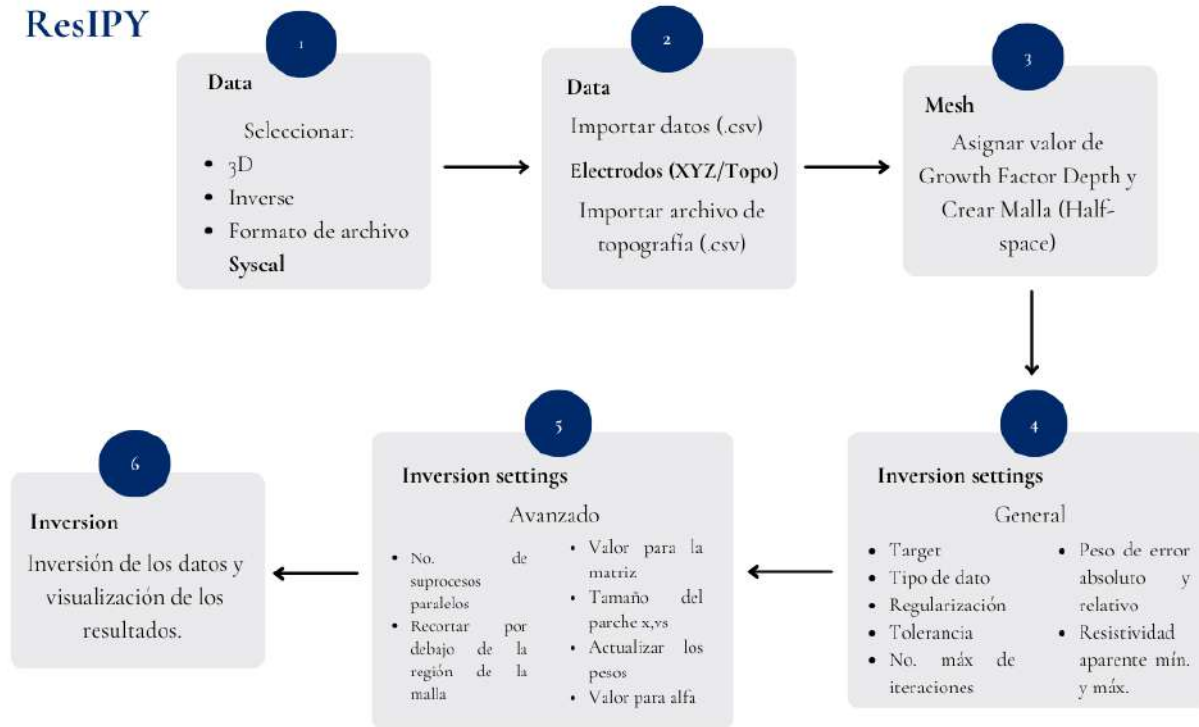 ResIPY
1
Data
Seleccionar:
• 3D
• Inverse
• Formato de archivo
Syscal
2
Data
Importar datos (.csv)
Electrodos (XYZ/Topo)
Importar archivo de
topografía (.csv)
3
Mesh
Asignar valor de
Growth Factor Depth y
Crear Malla (Half-
space)
4
Inversion settings
General
• Target
• Tipo de dato
• Regularización
• Tolerancia
• No. máx de
iteraciones
• Peso de error
absoluto y
relativo
• Resistividad
aparente mín.
y máx.
5
Inversion settings
Avanzado
• No. de
suprocesos
paralelos
• Recortar por
debajo de la
región de la
malla
• Valor para la
matriz
• Tamaño del
parche x,vs
• Actualizar los
pesos
• Valor para alfa
6
Inversion
Inversión de los datos y
visualización de los
resultados.